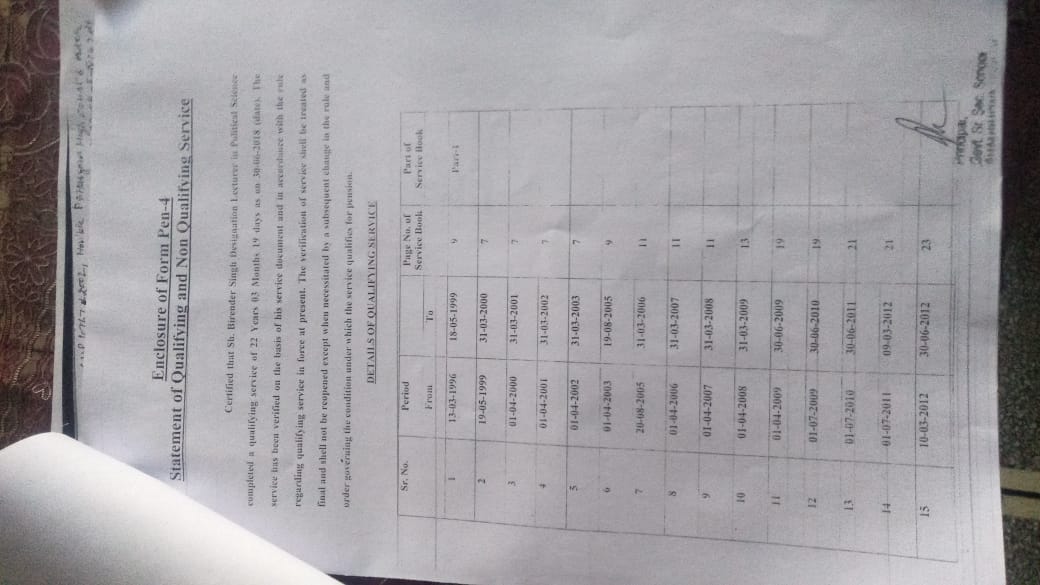 Enclosure of Form Pen-4
Statement of Qualifying and Non Qualifying Service
Certified that Sh. Birender Singh Designation Lecturer in Political Science
completed a qualifying service of 22 Years 03 Months 19 days as on 30-06-2018 (date). The
service has been verified on the basis of his service document and in accordance with the rule
regarding qualifying service in force at present. The verification of service shell be treated as
final and shell not be reopened except when necessitated by a subsequent change in the rule and
order governing the condition under which the service qualifies for pension.
DETAILS OF QUALIFYING SERVICE
Sr. No. Period Page No. of Service Book Part of Service Book
From To
1 13-03-1996 18-05-1999 9 Part-I
2 19-05-1999 31-03-2000 7
3 01-04-2000 31-03-2001 7
4 01-04-2001 31-03-2002 7
5 01-04-2002 31-03-2003 7
6 01-04-2003 19-08-2005 9
7 20-08-2005 31-03-2006 11
8 01-04-2006 31-03-2007 11
9 01-04-2007 31-03-2008 11
10 01-04-2008 31-03-2009 13
11 01-04-2009 30-06-2009 19
12 01-07-2009 30-06-2010 19
13 01-07-2010 30-06-2011 21
14 01-07-2011 09-03-2012 21
15 10-03-2012 30-06-2012 23
Principal,
Govt. Sr. Sec. School